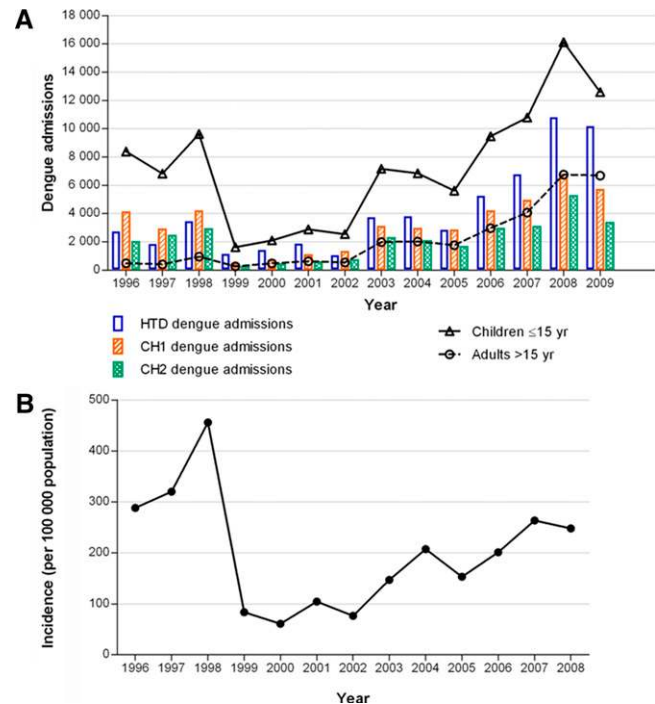 A
Dengue admissions
18 000
16 000
14 000
12 000
10 000
8 000
6 000
4 000
2 000
0
1996 1997 1998 1999 2000 2001 2002 2003 2004 2005 2006 2007 2008 2009
Year
HTD dengue admissions
CH1 dengue admissions
CH2 dengue admissions
Children ≤15 yr
Adults >15 yr
B
Incidence (per 100 000 population)
500
400
300
200
100
0
1996 1997 1998 1999 2000 2001 2002 2003 2004 2005 2006 2007 2008
Year